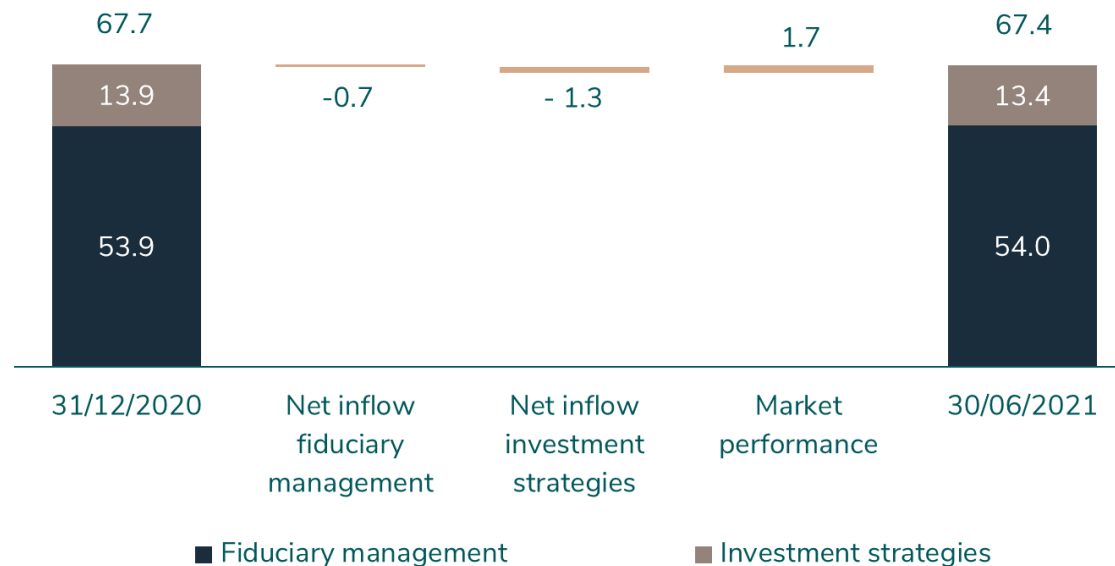 67.7
1.7
67.4
13.9
-0.7
- 1.3
13.4
53.9
54.0
31/12/2020
Net inflow
fiduciary
management
Net inflow
investment
strategies
Market
performance
30/06/2021
Fiduciary management
Investment strategies